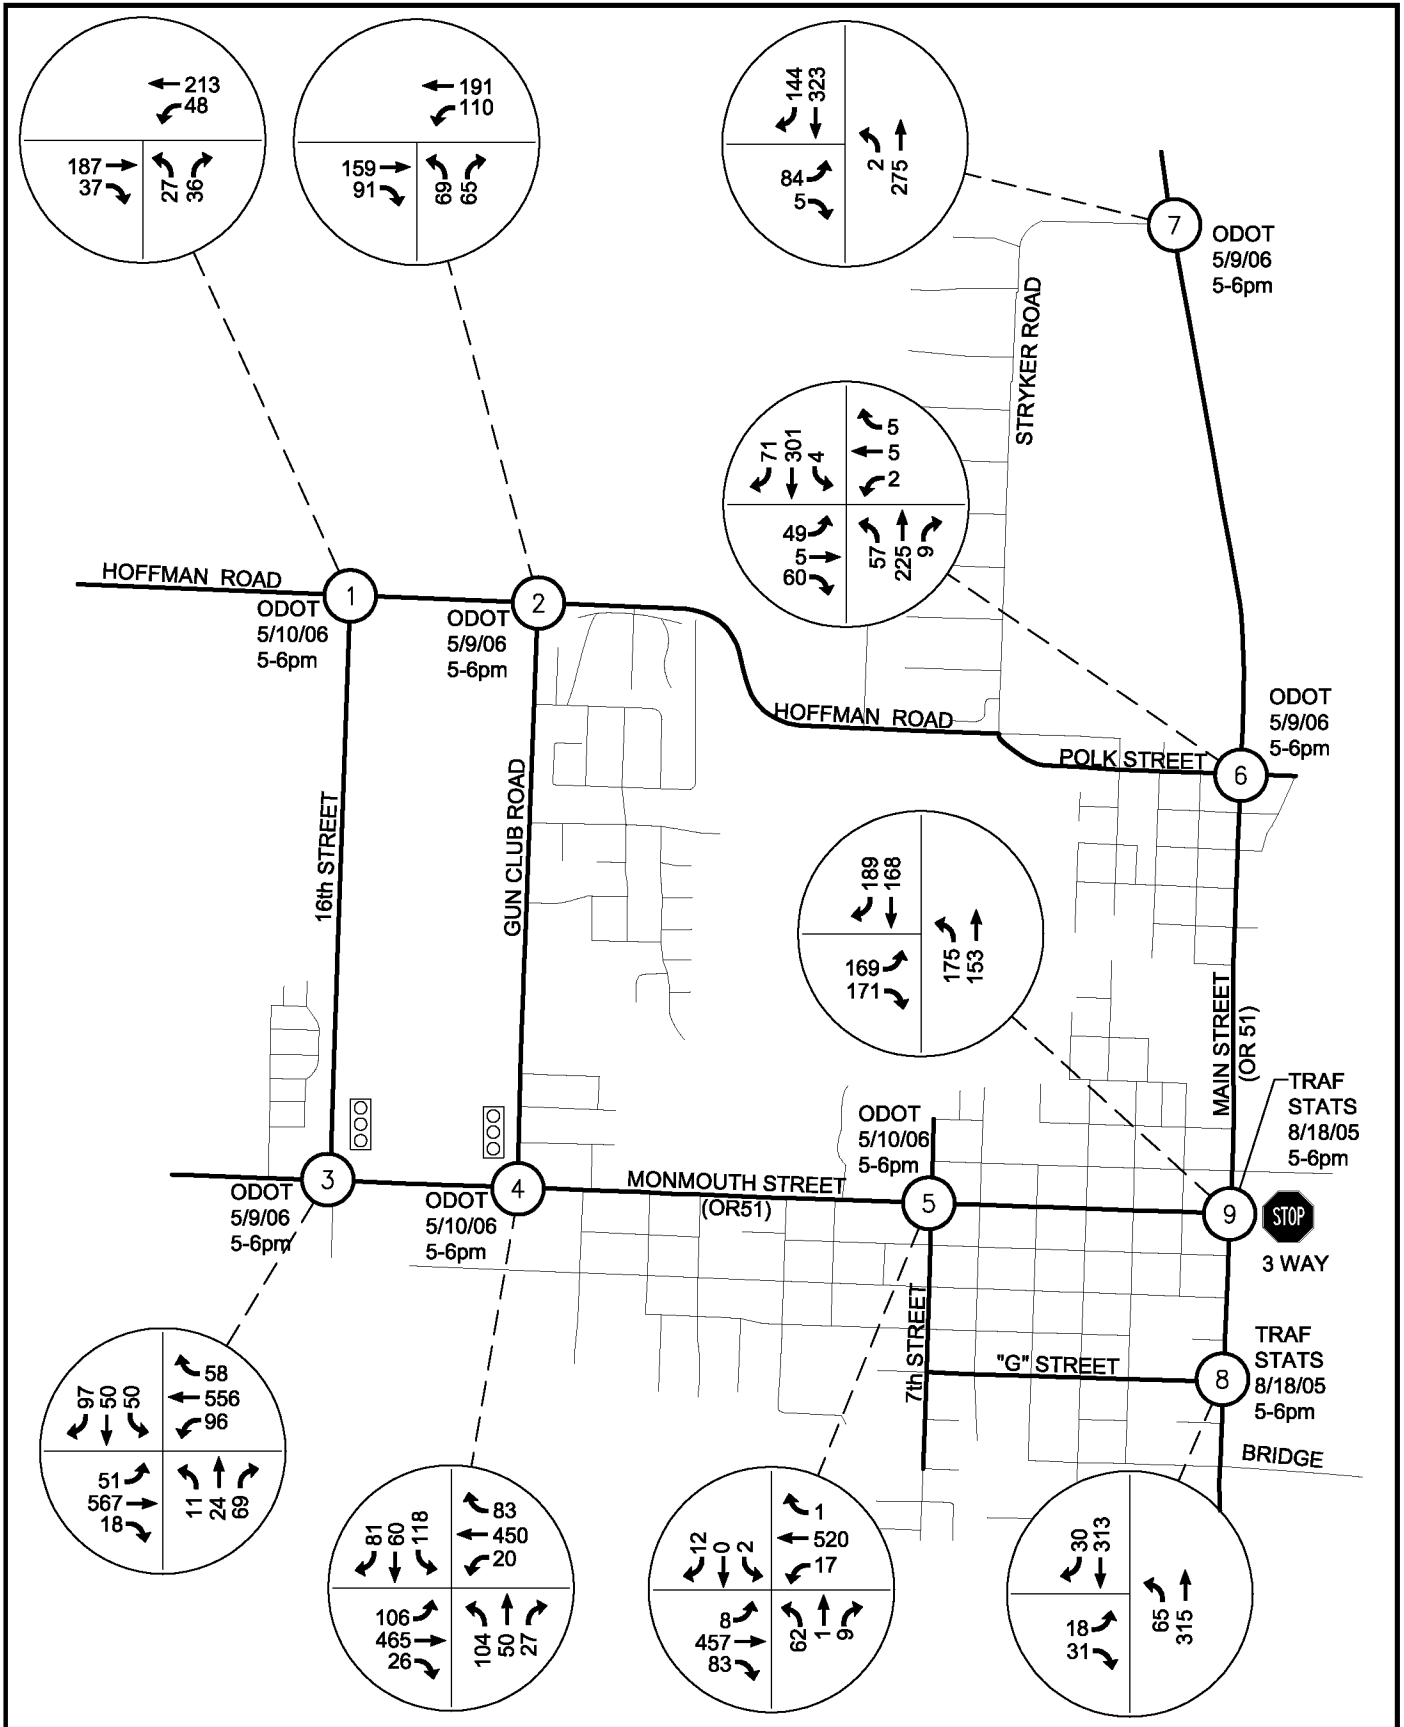 213
48
187
37
27
36
191
110
159
91
69
65
144
323
84
5
2
275
7
ODOT
5/9/06
5-6pm
STRYKER ROAD
71
301
4
5
5
2
49
5
60
57
225
9
HOFFMAN ROAD
1
ODOT
5/10/06
5-6pm
2
ODOT
5/9/06
5-6pm
HOFFMAN ROAD
POLK STREET
6
ODOT
5/9/06
5-6pm
16th STREET
GUN CLUB ROAD
189
168
169
171
175
153
MAIN STREET
(OR 51)
TRAF
STATS
8/18/05
5-6pm
ODOT
5/10/06
5-6pm
3
ODOT
5/9/06
5-6pm
4
ODOT
5/10/06
5-6pm
MONMOUTH STREET
(OR51)
5
9
STOP
3 WAY
7th STREET
"G" STREET
8
TRAF
STATS
8/18/05
5-6pm
BRIDGE
97
50
50
58
556
96
51
567
18
11
24
69
81
60
118
83
450
20
106
465
26
104
50
27
12
0
2
1
520
17
8
457
83
62
1
9
30
313
18
31
65
315